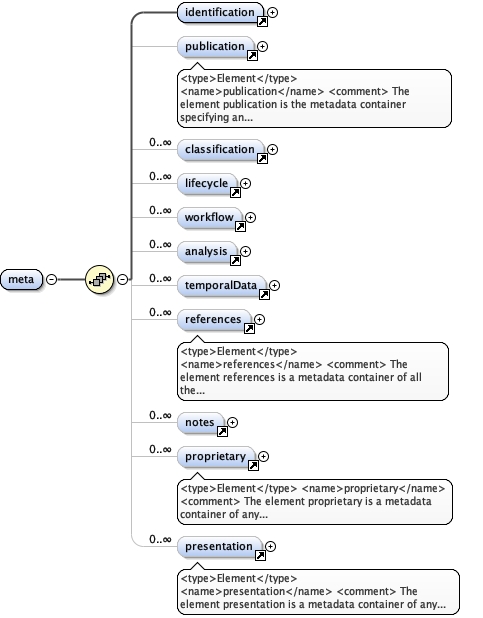 identification
publication
<type>Element</type>
<name>publication</name> <comment> The
element publication is the metadata container
specifying an...
0..∞
classification
0..∞
lifecycle
0..∞
workflow
0..∞
analysis
meta
0..∞
temporalData
0..∞
references
<type>Element</type>
<name>references</name> <comment> The
element references is a metadata container of all
the...
0..∞
notes
0..∞
proprietary
<type>Element</type> <name>proprietary</name>
<comment> The element proprietary is a metadata
container of any...
0..∞
presentation
<type>Element</type>
<name>presentation</name> <comment> The
element presentation is a metadata container of any...